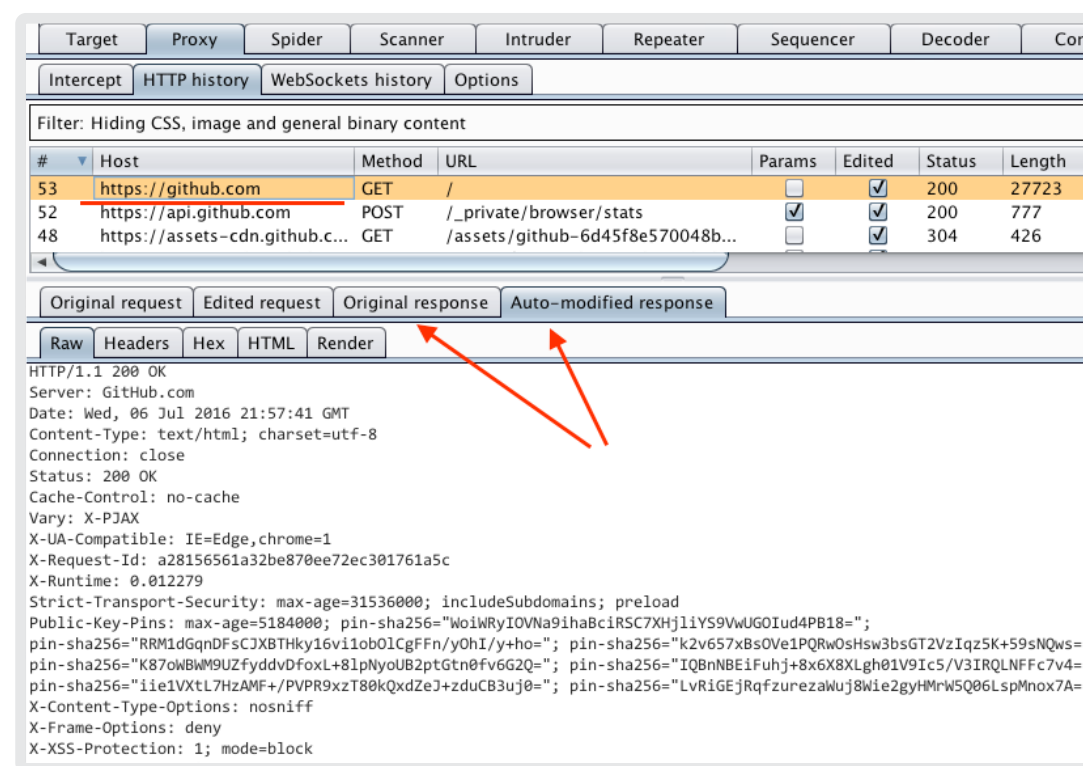 Target Proxy Spider Scanner Intruder Repeater Sequencer Decoder Cor
Intercept HTTP history WebSockets history Options
Filter: Hiding CSS, image and general binary content
# Host Method URL Params Edited Status Length
53 https://github.com GET / 200 27723
52 https://api.github.com POST /_private/browser/stats 200 777
48 https://assets-cdn.github.c... GET /assets/github-6d45f8e570048b... 304 426
Original request Edited request Original response Auto-modified response
Raw Headers Hex HTML Render
HTTP/1.1 200 OK
Server: GitHub.com
Date: Wed, 06 Jul 2016 21:57:41 GMT
Content-Type: text/html; charset=utf-8
Connection: close
Status: 200 OK
Cache-Control: no-cache
Vary: X-PJAX
X-UA-Compatible: IE=Edge,chrome=1
X-Request-Id: a28156561a32be870ee72ec301761a5c
X-Runtime: 0.012279
Strict-Transport-Security: max-age=31536000; includeSubdomains; preload
Public-Key-Pins: max-age=5184000; pin-sha256="WoiWRyIOVNa9ihaBciRSC7XHjliYS9VwUGOIud4PB18=";
pin-sha256="RRM1dGqnDFsCJXBTHky16vi1obOlCgFFn/yOhI/y+ho="; pin-sha256="k2v657xBsOVe1PQRwOsHsw3bsGT2VzIqz5K+59sNQws=
pin-sha256="K87oWBWM9UZfyddvDfoxL+8lpNyoUB2ptGtn0fv6G2Q="; pin-sha256="IQBnNBEiFuhj+8x6X8XLgh01V9Ic5/V3IRQLNFFc7v4=
pin-sha256="iie1VXtL7HzAMF+/PVPR9xzT80kQxdZeJ+zduCB3uj0="; pin-sha256="LvRiGEjRqfzurezaWuj8Wie2gyHMrW5Q06LspMnox7A=
X-Content-Type-Options: nosniff
X-Frame-Options: deny
X-XSS-Protection: 1; mode=block